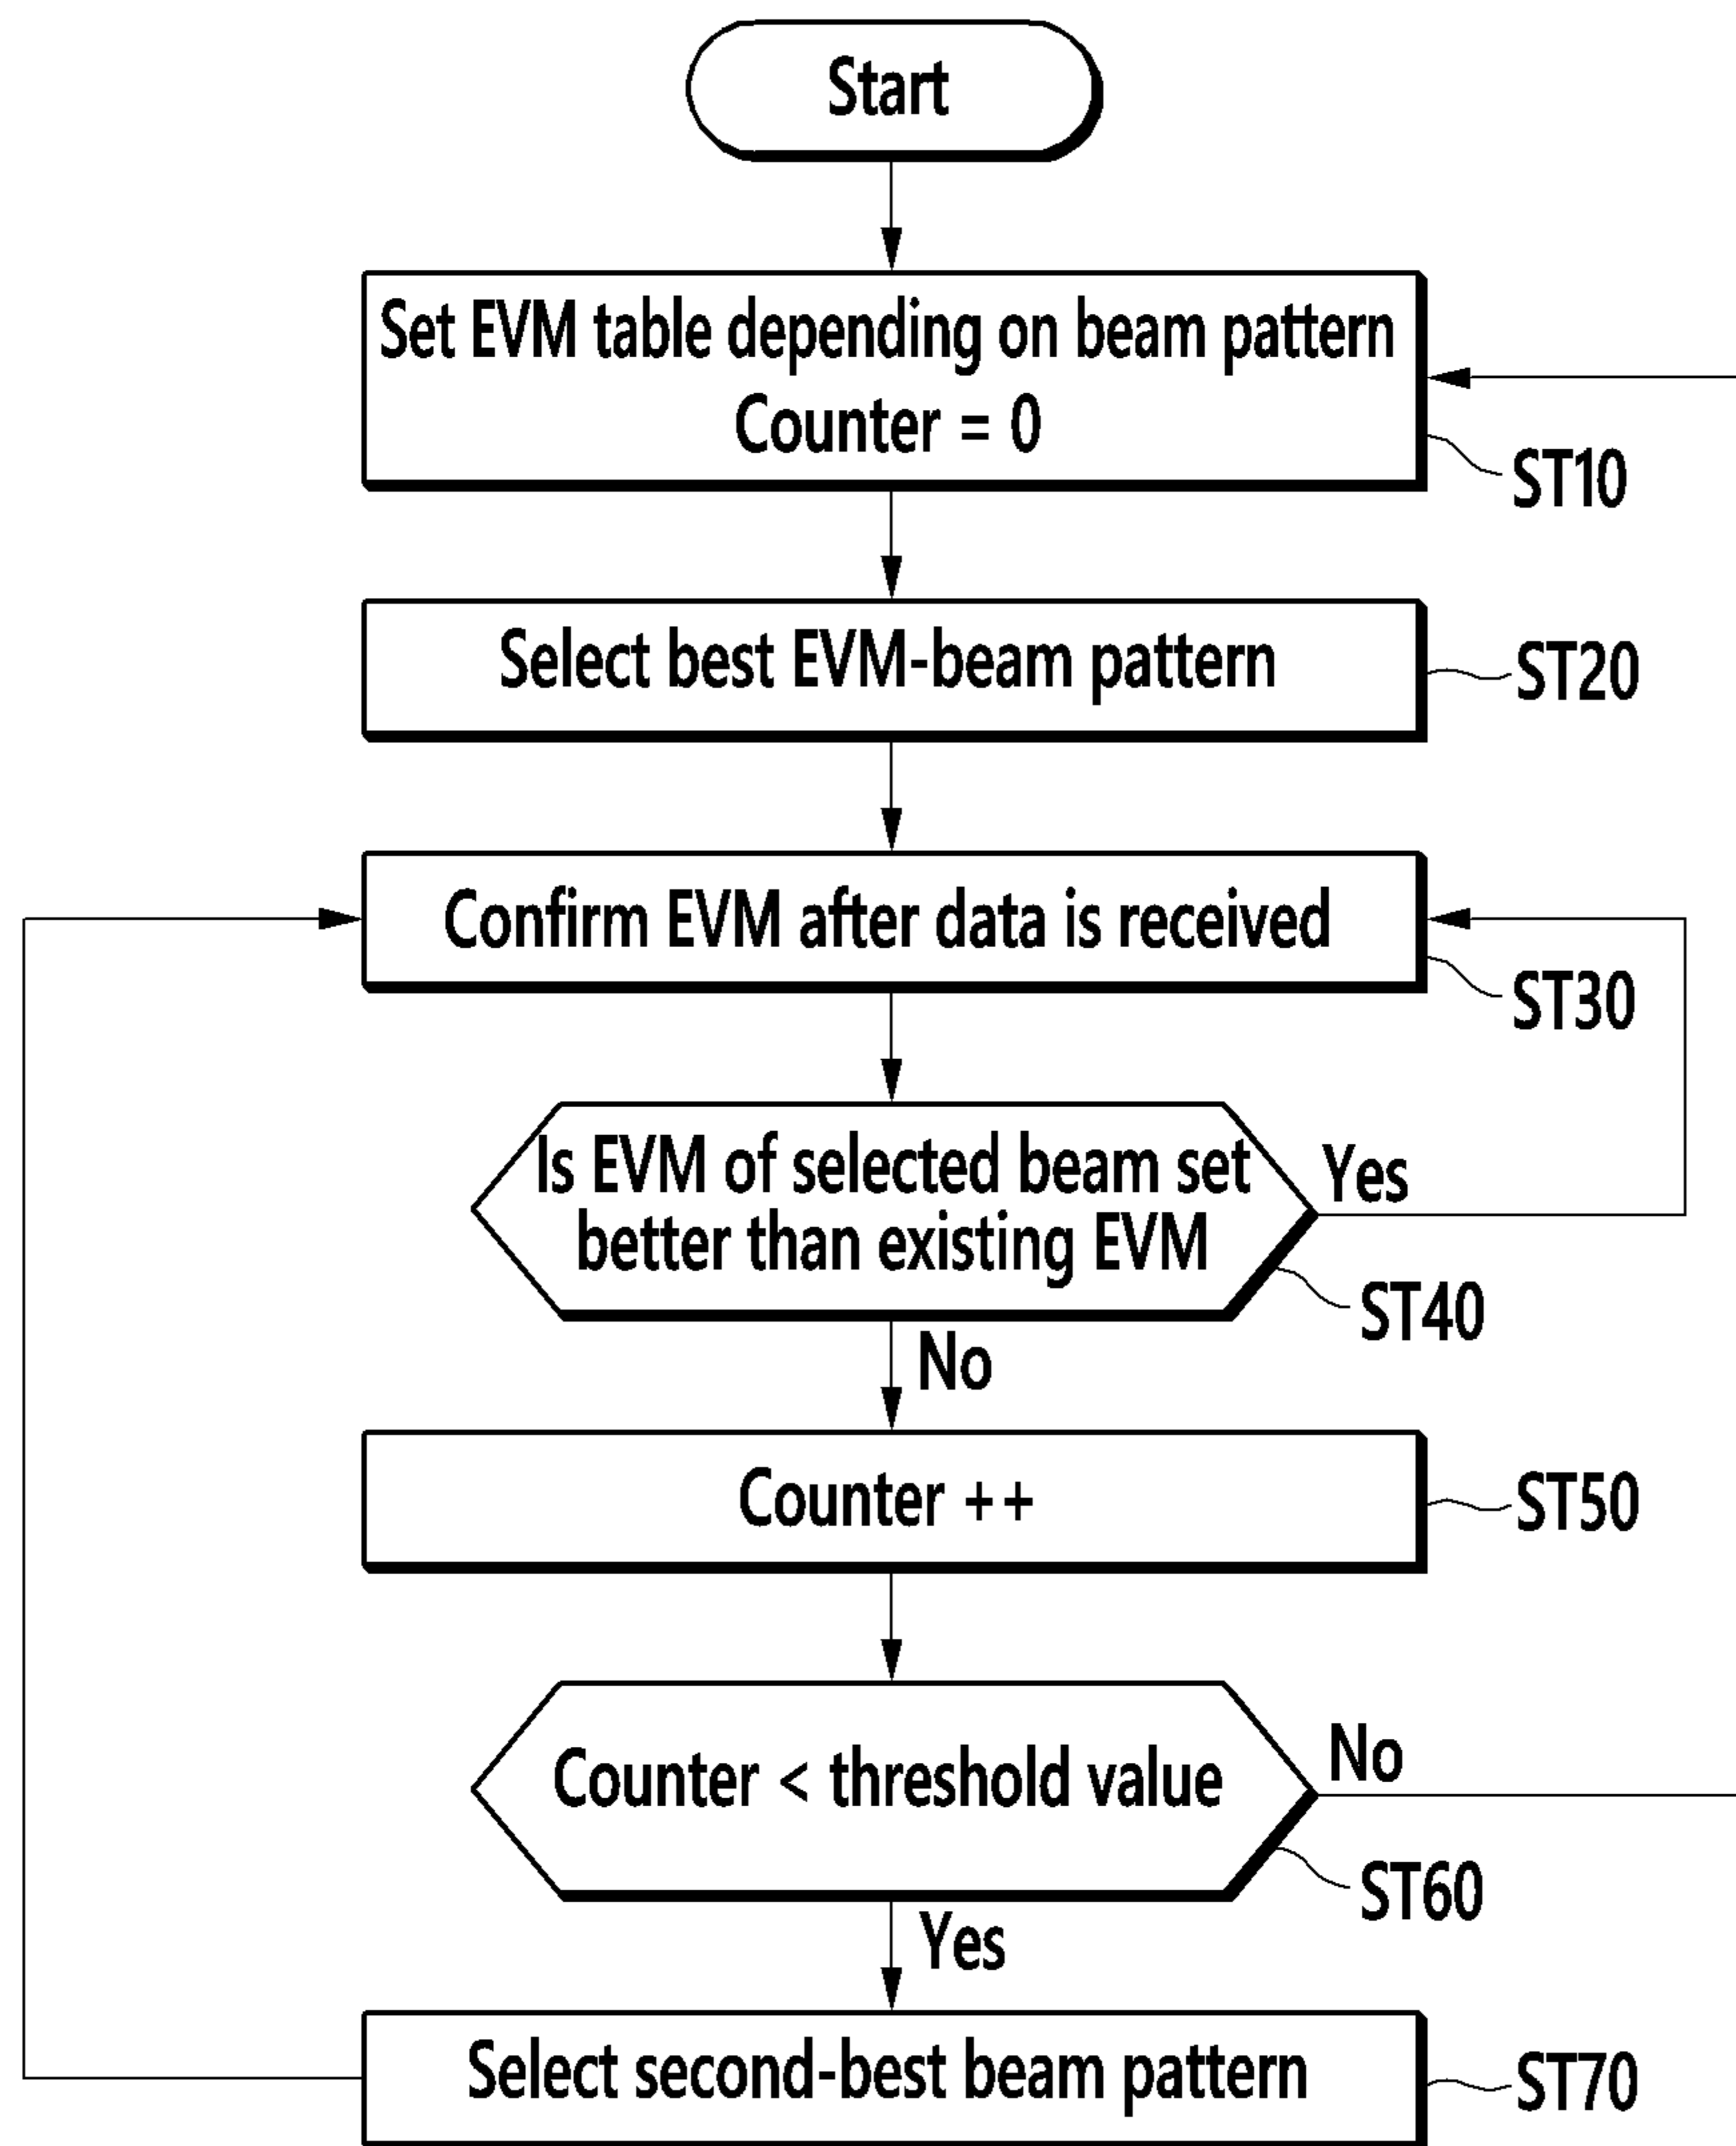 Start
Set EVM table depending on beam pattern
Counter = 0
ST10
Select best EVM-beam pattern
ST20
Confirm EVM after data is received
ST30
Is EVM of selected beam set
better than existing EVM
Yes
ST40
No
Counter ++
ST50
Counter < threshold value
No
ST60
Yes
Select second-best beam pattern
ST70